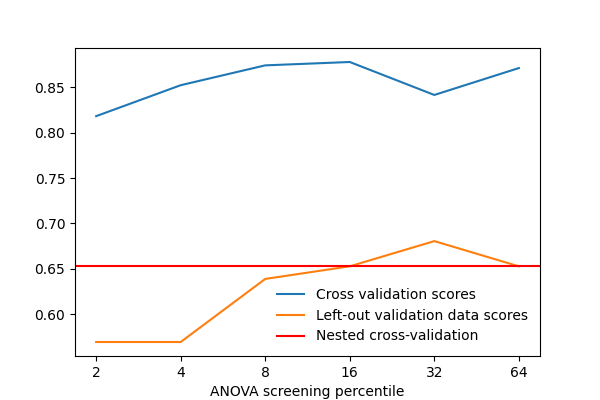 0.85
0.80
0.75
0.70
0.65
0.60
Cross validation scores
Left-out validation data scores
Nested cross-validation
2 4 8 16 32 64
ANOVA screening percentile